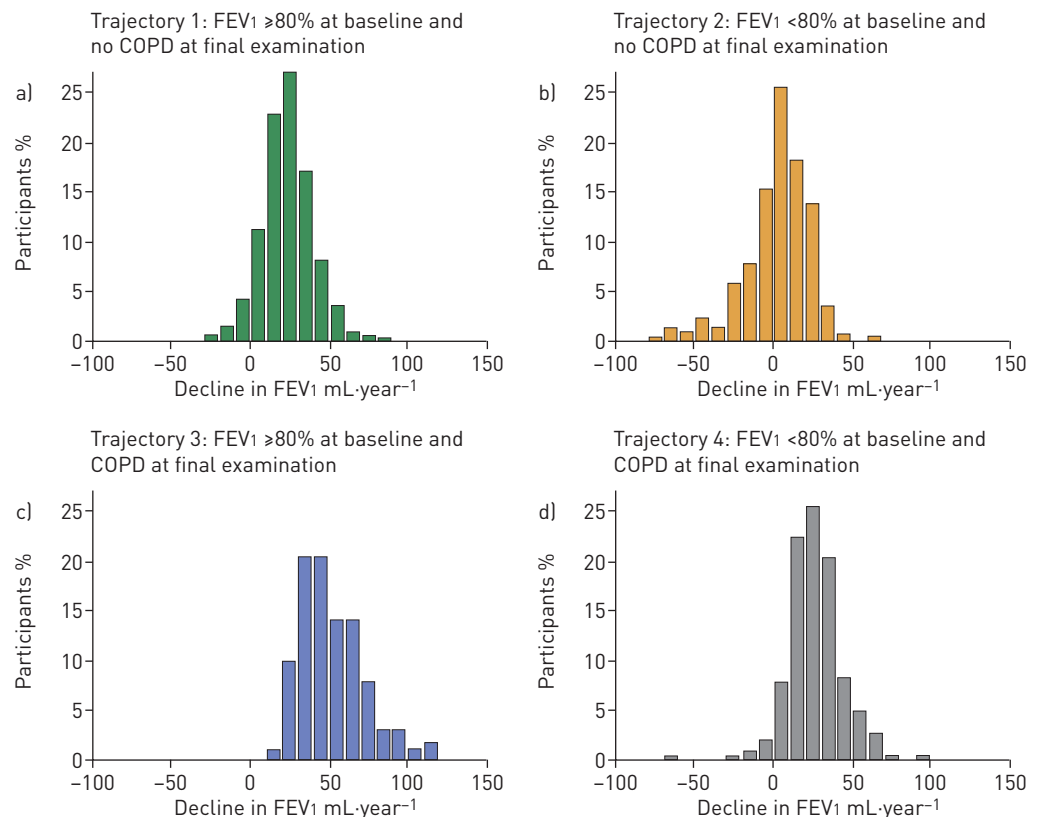 Trajectory 1: FEV1 ⩾80% at baseline and
no COPD at final examination
a)
25
20
15
10
5
0
Participants %
−100 −50 0 50 100 150
Decline in FEV1 mL·year−1
Trajectory 2: FEV1 <80% at baseline and
no COPD at final examination
b)
25
20
15
10
5
0
Participants %
−100 −50 0 50 100 150
Decline in FEV1 mL·year−1
Trajectory 3: FEV1 ⩾80% at baseline and
COPD at final examination
c)
25
20
15
10
5
0
Participants %
−100 −50 0 50 100 150
Decline in FEV1 mL·year−1
Trajectory 4: FEV1 <80% at baseline and
COPD at final examination
d)
25
20
15
10
5
0
Participants %
−100 −50 0 50 100 150
Decline in FEV1 mL·year−1